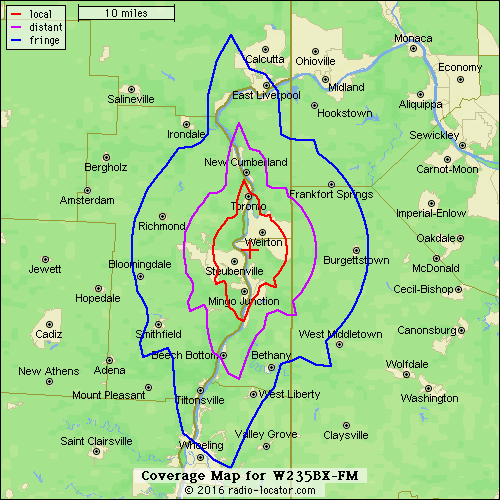 local
distant
fringe
10 miles
Monaca
Calcutta
Ohioville
Economy
Midland
East Liverpool
Salineville
Aliquippa
Hookstown
Irondale
Sewickley
Bergholz
New Cumberland
Carnot-Moon
Amsterdam
Frankfort Springs
Toronto
Imperial-Enlow
Richmond
Weirton
Oakdale
Burgettstown
Jewett
Bloomingdale
Steubenville
McDonald
Hopedale
Mingo Junction
Cecil-Bishop
Cadiz
Smithfield
West Middletown
Canonsburg
Beech Bottom
New Athens
Adena
Bethany
Wolfdale
Mount Pleasant
Tiltonsville
West Liberty
Washington
Saint Clairsville
Wheeling
Valley Grove
Claysville
Coverage Map for W235BX-FM
© 2016 radio-locator.com